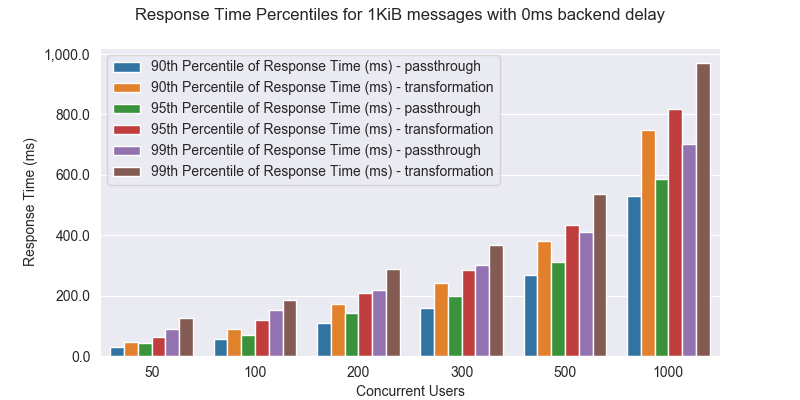 Response Time Percentiles for 1KiB messages with 0ms backend delay
1,000.0
800.0
600.0
400.0
200.0
0.0
Response Time (ms)
90th Percentile of Response Time (ms) - passthrough
90th Percentile of Response Time (ms) - transformation
95th Percentile of Response Time (ms) - passthrough
95th Percentile of Response Time (ms) - transformation
99th Percentile of Response Time (ms) - passthrough
99th Percentile of Response Time (ms) - transformation
50 100 200 300 500 1000
Concurrent Users